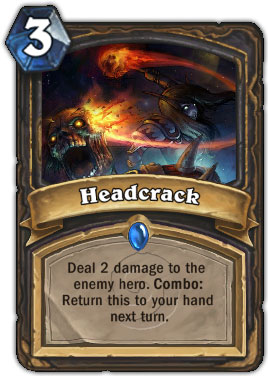 3
Headcrack
Deal 2 damage to the
enemy hero. Combo:
Return this to your hand
next turn.